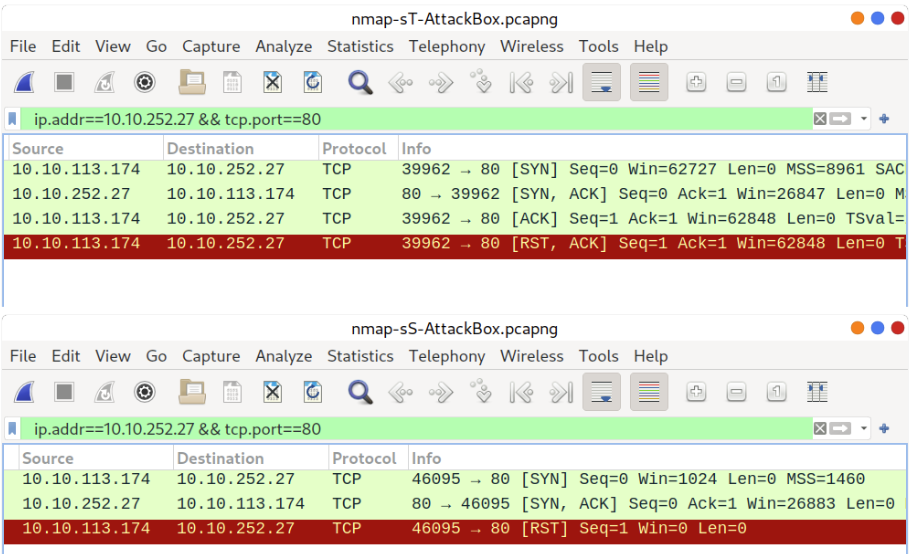 nmap-sT-AttackBox.pcapng
File Edit View Go Capture Analyze Statistics Telephony Wireless Tools Help
ip.addr==10.10.252.27 && tcp.port==80
Source Destination Protocol Info
10.10.113.174 10.10.252.27 TCP 39962 → 80 [SYN] Seq=0 Win=62727 Len=0 MSS=8961 SAC
10.10.252.27 10.10.113.174 TCP 80 → 39962 [SYN, ACK] Seq=0 Ack=1 Win=26847 Len=0 M
10.10.113.174 10.10.252.27 TCP 39962 → 80 [ACK] Seq=1 Ack=1 Win=62848 Len=0 TSval=
10.10.113.174 10.10.252.27 TCP 39962 → 80 [RST, ACK] Seq=1 Ack=1 Win=62848 Len=0 T
nmap-sS-AttackBox.pcapng
File Edit View Go Capture Analyze Statistics Telephony Wireless Tools Help
ip.addr==10.10.252.27 && tcp.port==80
Source Destination Protocol Info
10.10.113.174 10.10.252.27 TCP 46095 → 80 [SYN] Seq=0 Win=1024 Len=0 MSS=1460
10.10.252.27 10.10.113.174 TCP 80 → 46095 [SYN, ACK] Seq=0 Ack=1 Win=26883 Len=0
10.10.113.174 10.10.252.27 TCP 46095 → 80 [RST] Seq=1 Win=0 Len=0